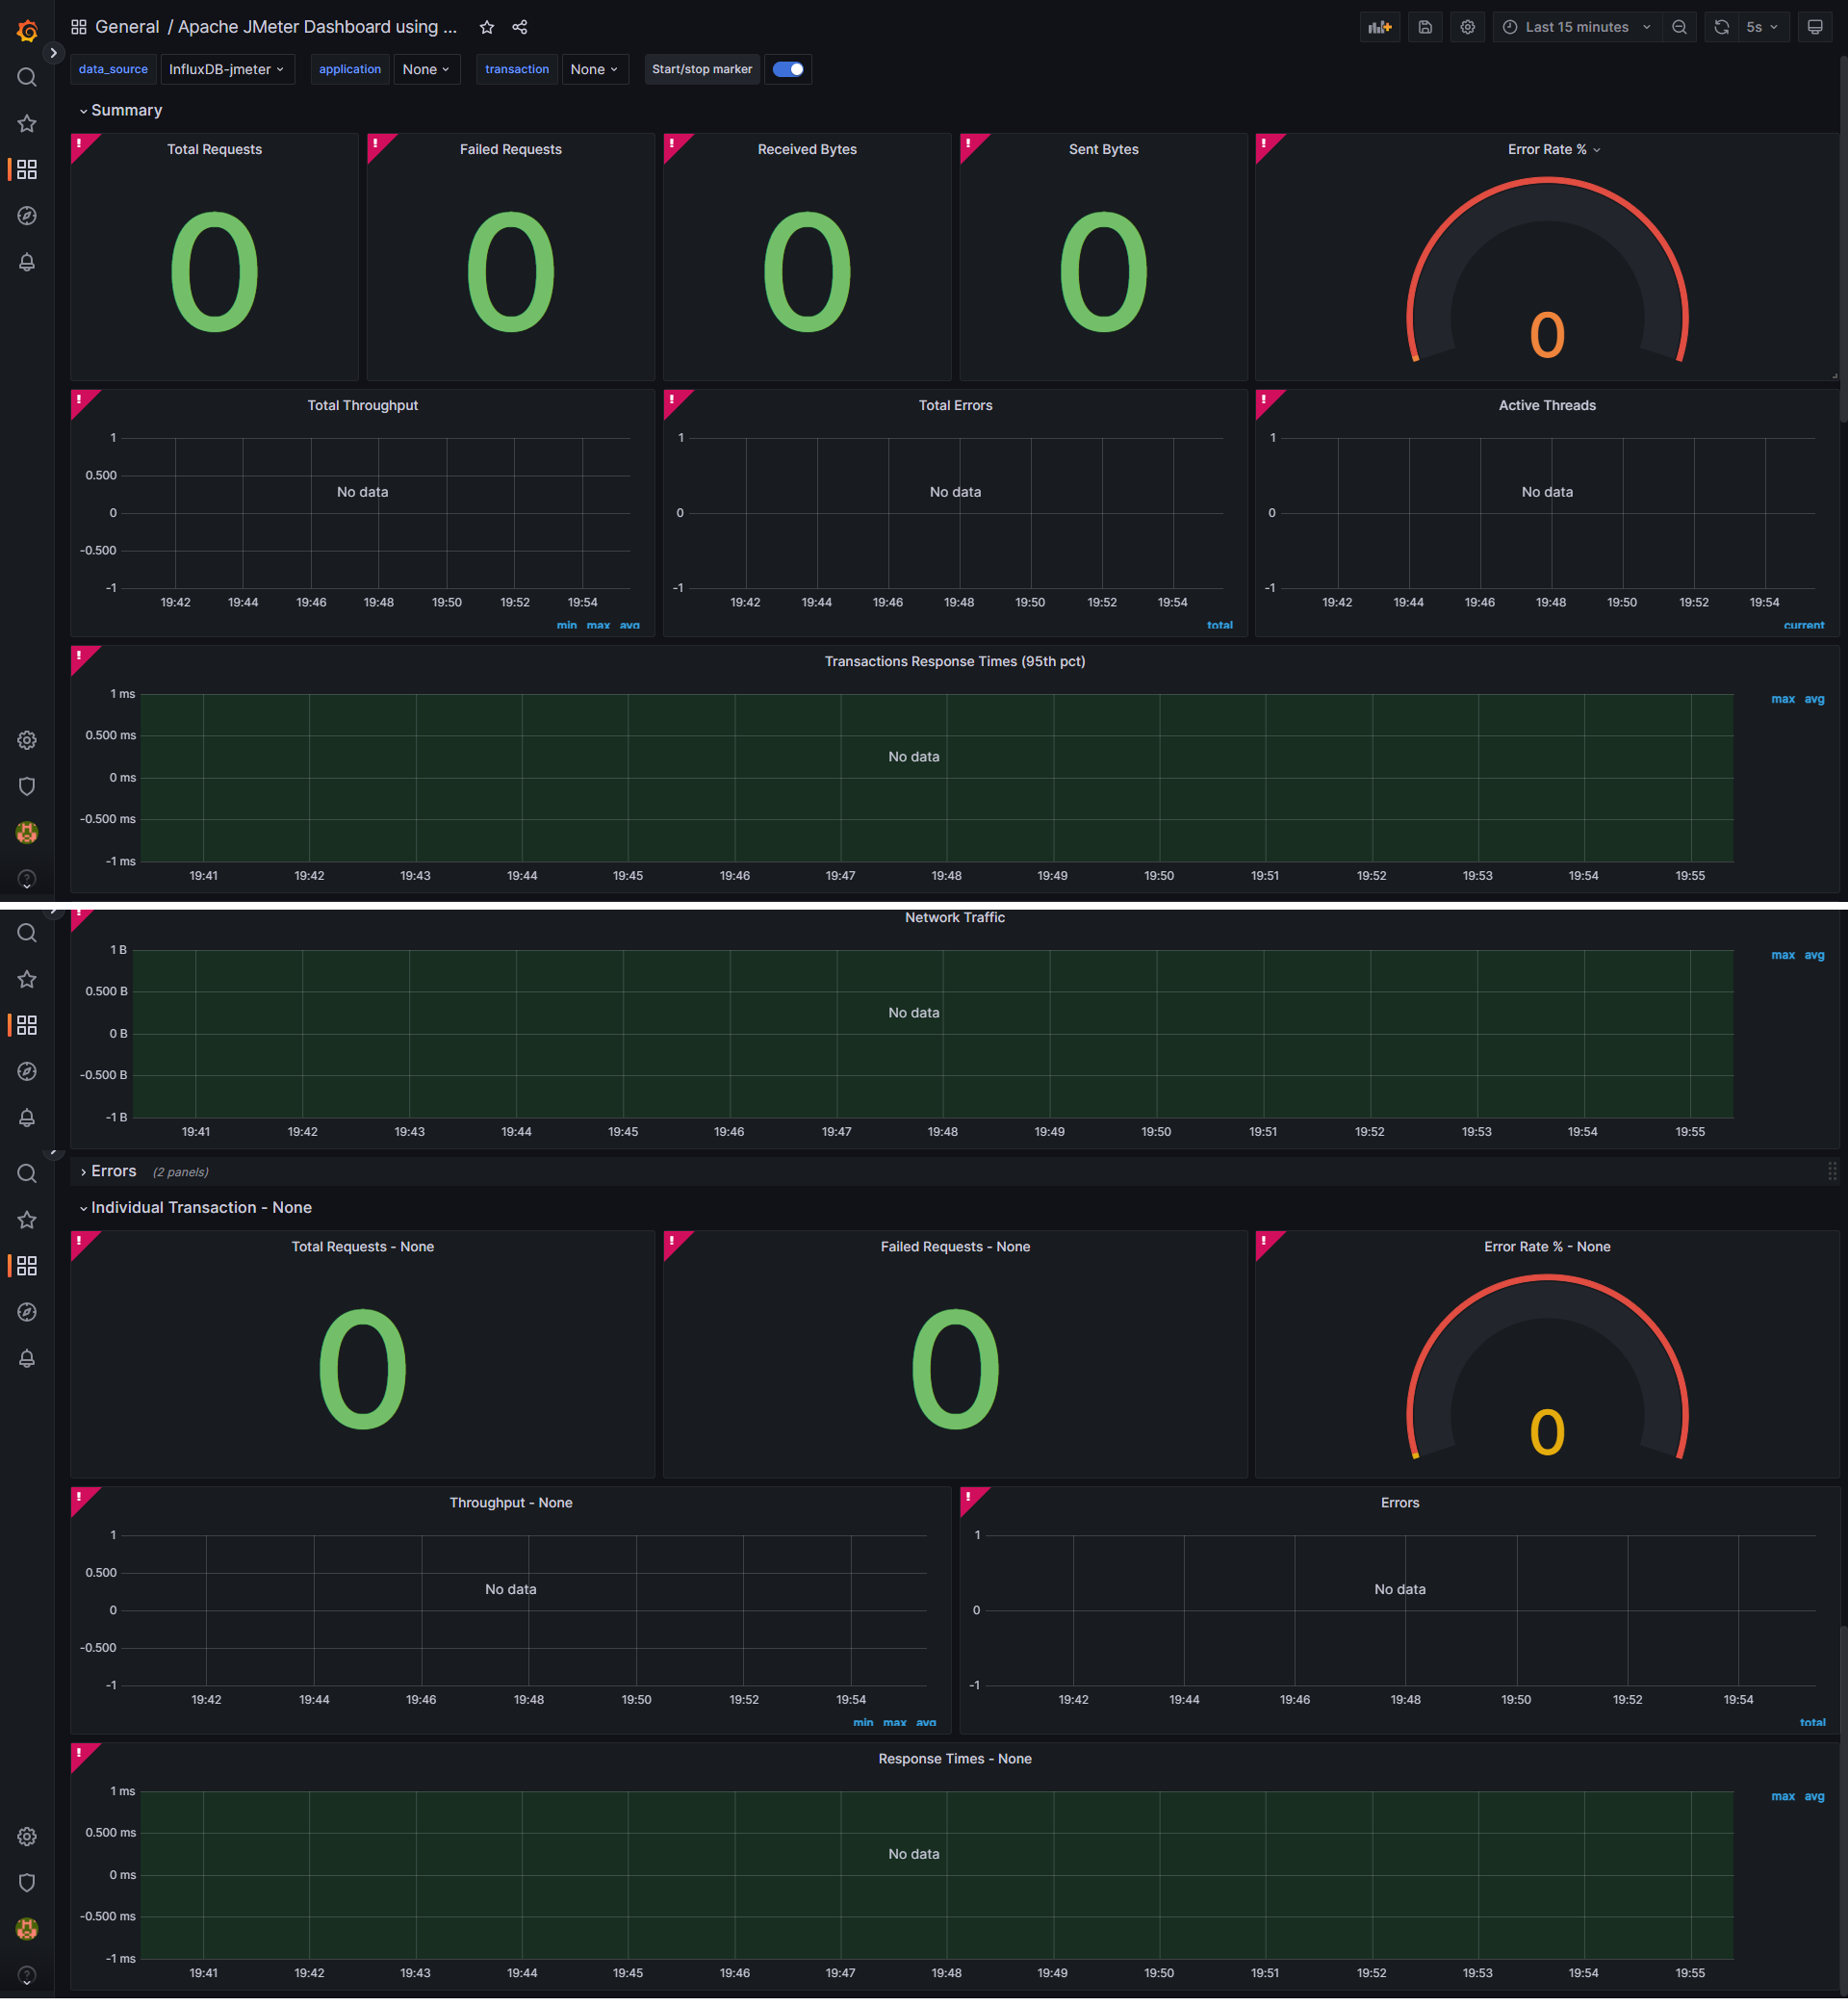 General / Apache JMeter Dashboard using ...
Last 15 minutes
5s
data_source InfluxDB-jmeter application None transaction None Start/stop marker
Summary
! ! ! ! !
Total Requests Failed Requests Received Bytes Sent Bytes Error Rate %
0 0 0 0 0
! ! !
Total Throughput
1
0.500
No data
0
-0.500
-1
19:42 19:44 19:46 19:48 19:50 19:52 19:54
min max avg
Total Errors
1
No data
0
-1
19:42 19:44 19:46 19:48 19:50 19:52 19:54
total
Active Threads
1
No data
0
-1
19:42 19:44 19:46 19:48 19:50 19:52 19:54
current
!
Transactions Response Times (95th pct)
1 ms
max avg
0.500 ms
No data
0 ms
-0.500 ms
-1 ms
19:41 19:42 19:43 19:44 19:45 19:46 19:47 19:48 19:49 19:50 19:51 19:52 19:53 19:54 19:55
!
Network Traffic
1 B
max avg
0.500 B
No data
0 B
-0.500 B
-1 B
19:41 19:42 19:43 19:44 19:45 19:46 19:47 19:48 19:49 19:50 19:51 19:52 19:53 19:54 19:55
Errors (2 panels)
Individual Transaction - None
! ! !
Total Requests - None Failed Requests - None Error Rate % - None
0 0 0
! !
Throughput - None
1
0.500
No data
0
-0.500
-1
19:42 19:44 19:46 19:48 19:50 19:52 19:54
min max avg
Errors
1
No data
0
-1
19:42 19:44 19:46 19:48 19:50 19:52 19:54
total
!
Response Times - None
1 ms
max avg
0.500 ms
No data
0 ms
-0.500 ms
-1 ms
19:41 19:42 19:43 19:44 19:45 19:46 19:47 19:48 19:49 19:50 19:51 19:52 19:53 19:54 19:55